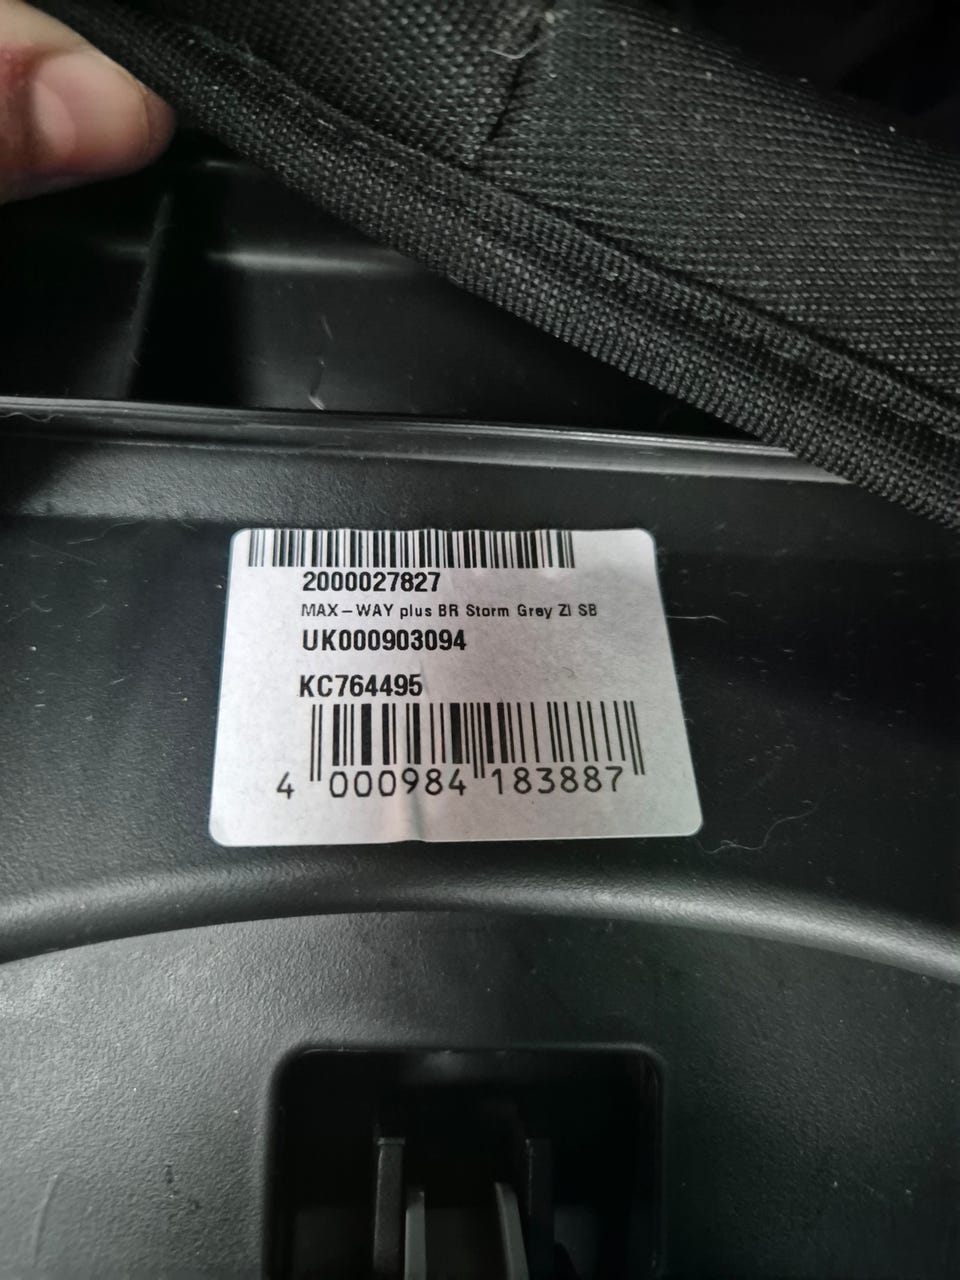 2000027827
MAX-WAY plus BR Storm Grey ZI SB
UK000903094
KC764495
4 000984 183887